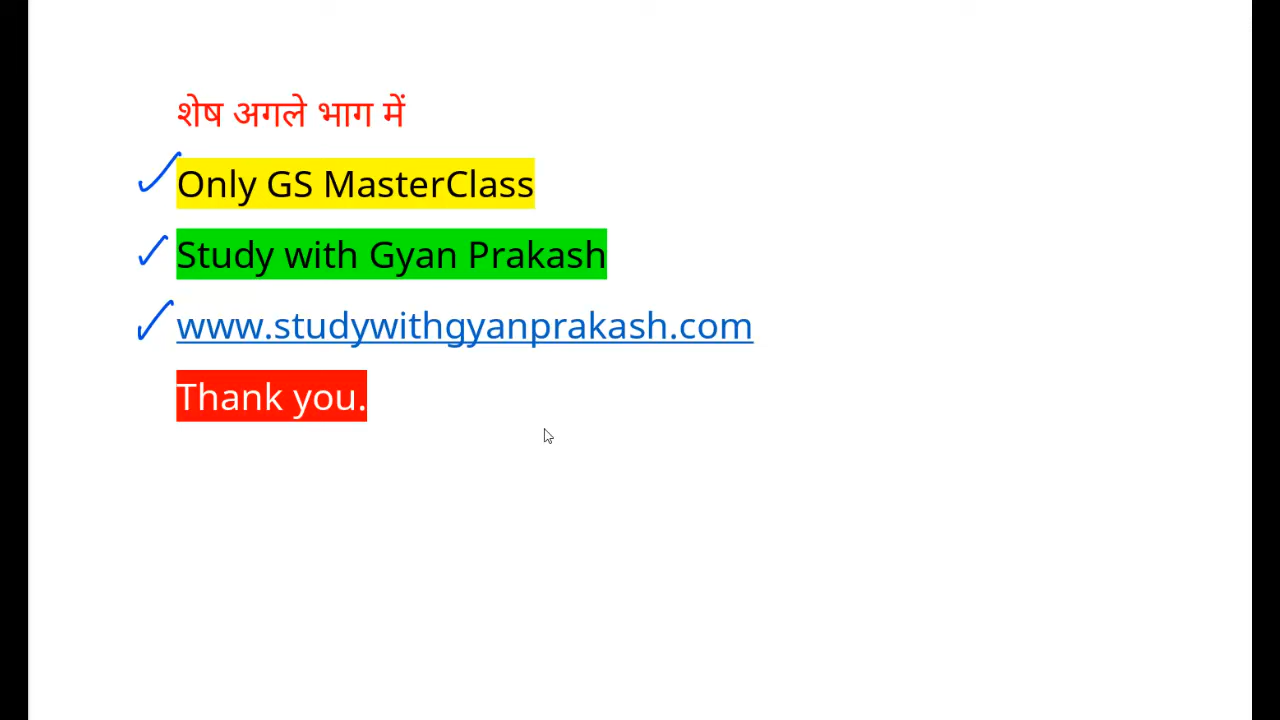 शेष अगले भाग में
Only GS MasterClass
Study with Gyan Prakash
www.studywithgyanprakash.com
Thank you.